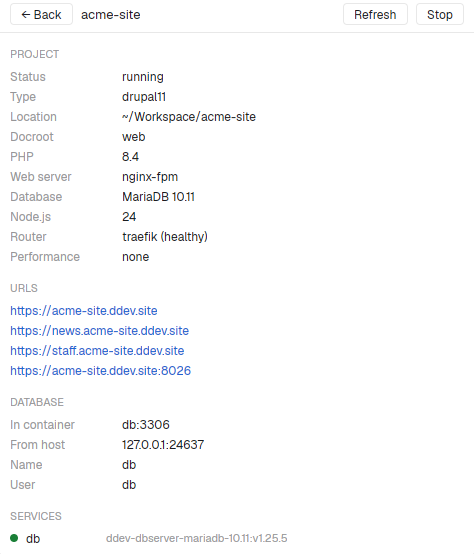 ← Back acme-site Refresh Stop
PROJECT
Status running
Type drupal11
Location ~/Workspace/acme-site
Docroot web
PHP 8.4
Web server nginx-fpm
Database MariaDB 10.11
Node.js 24
Router traefik (healthy)
Performance none
URLS
https://acme-site.ddev.site
https://news.acme-site.ddev.site
https://staff.acme-site.ddev.site
https://acme-site.ddev.site:8026
DATABASE
In container db:3306
From host 127.0.0.1:24637
Name db
User db
SERVICES
db ddev-dbserver-mariadb-10.11:v1.25.5